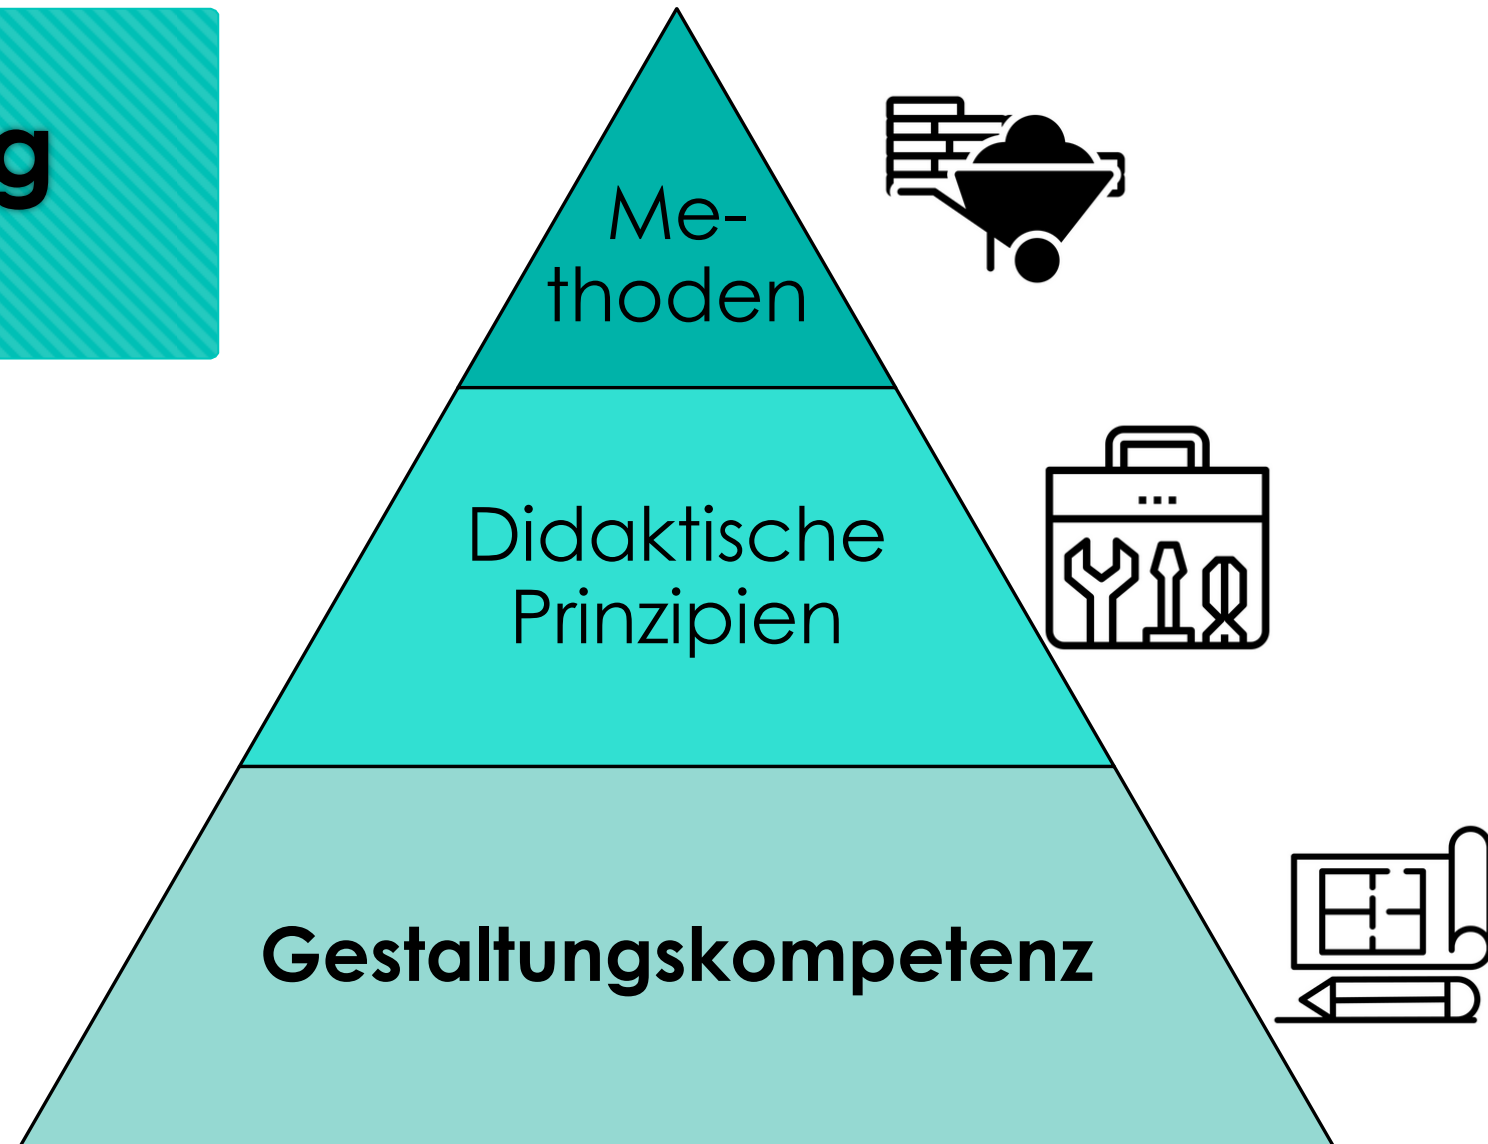 g
Me-
thoden
Didaktische
Prinzipien
Gestaltungskompetenz